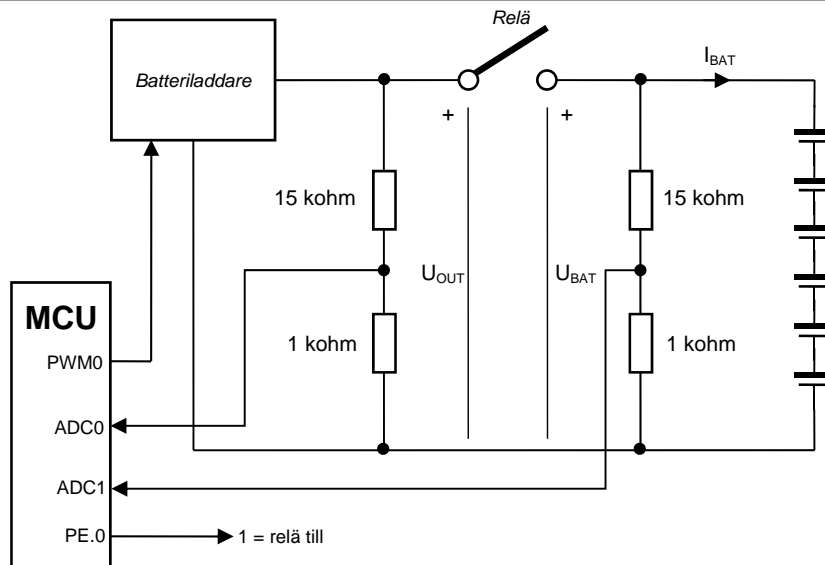 Relä
Batteriladdare
I_BAT
+ +
15 kohm 15 kohm
U_OUT U_BAT
MCU
1 kohm 1 kohm
PWM0
ADC0
ADC1
PE.0 1 = relä till